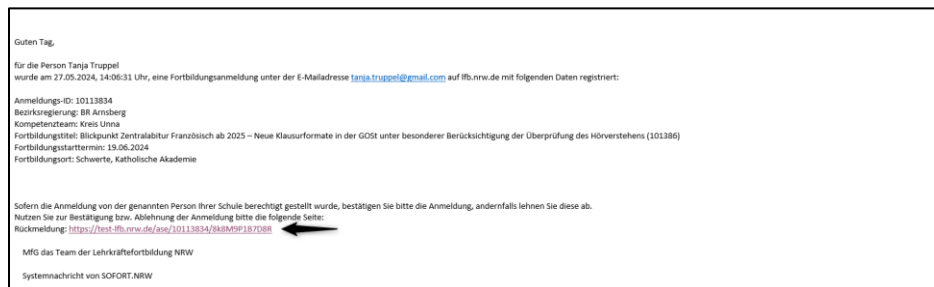 Guten Tag,
für die Person Tanja Truppel
wurde am 27.05.2024, 14:06:31 Uhr, eine Fortbildungsanmeldung unter der E-Mailadresse tanja.truppel@gmail.com auf lfb.nrw.de mit folgenden Daten registriert:
Anmeldungs-ID: 10113834
Bezirksregierung: BR Arnsberg
Kompetenzteam: Kreis Unna
Fortbildungstitel: Blickpunkt Zentralabitur Französisch ab 2025 – Neue Klausurformate in der GOSt unter besonderer Berücksichtigung der Überprüfung des Hörverstehens (101386)
Fortbildungsstarttermin: 19.06.2024
Fortbildungsort: Schwerte, Katholische Akademie
Sofern die Anmeldung von der genannten Person Ihrer Schule berechtigt gestellt wurde, bestätigen Sie bitte die Anmeldung, andernfalls lehnen Sie diese ab.
Nutzen Sie zur Bestätigung bzw. Ablehnung der Anmeldung bitte die folgende Seite:
Rückmeldung: https://test-lfb.nrw.de/ase/10113834/8k8M9P1B7D8R
MfG das Team der Lehrkräftefortbildung NRW
Systemnachricht von SOFORT.NRW